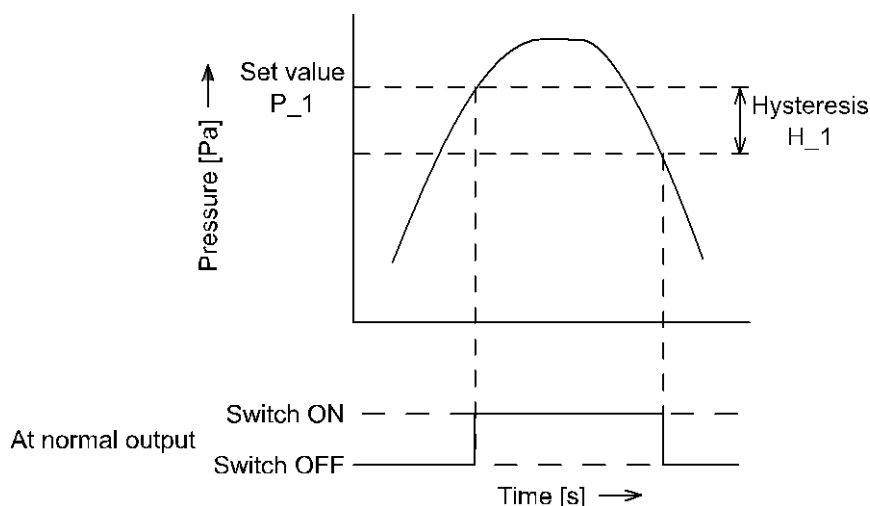 Set value
P_1
Pressure [Pa]
Hysteresis
H_1
Switch ON
At normal output
Switch OFF
Time [s]